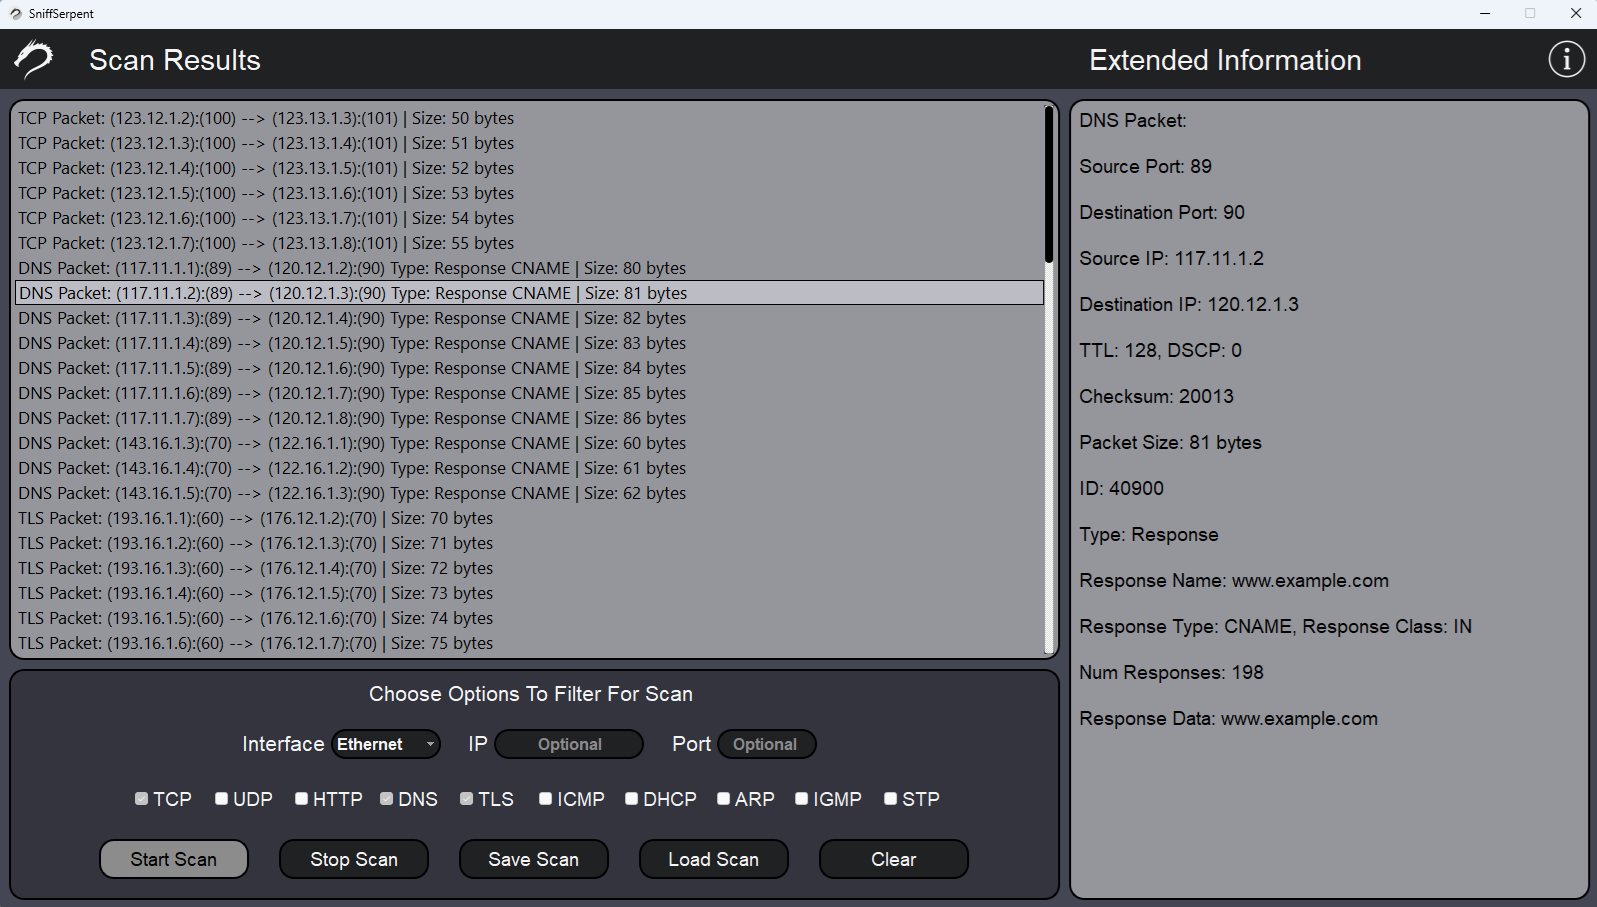 SniffSerpent
Scan Results
Extended Information
TCP Packet: (123.12.1.2):(100) --> (123.13.1.3):(101) | Size: 50 bytes
TCP Packet: (123.12.1.3):(100) --> (123.13.1.4):(101) | Size: 51 bytes
TCP Packet: (123.12.1.4):(100) --> (123.13.1.5):(101) | Size: 52 bytes
TCP Packet: (123.12.1.5):(100) --> (123.13.1.6):(101) | Size: 53 bytes
TCP Packet: (123.12.1.6):(100) --> (123.13.1.7):(101) | Size: 54 bytes
TCP Packet: (123.12.1.7):(100) --> (123.13.1.8):(101) | Size: 55 bytes
DNS Packet: (117.11.1.1):(89) --> (120.12.1.2):(90) Type: Response CNAME | Size: 80 bytes
DNS Packet: (117.11.1.2):(89) --> (120.12.1.3):(90) Type: Response CNAME | Size: 81 bytes
DNS Packet: (117.11.1.3):(89) --> (120.12.1.4):(90) Type: Response CNAME | Size: 82 bytes
DNS Packet: (117.11.1.4):(89) --> (120.12.1.5):(90) Type: Response CNAME | Size: 83 bytes
DNS Packet: (117.11.1.5):(89) --> (120.12.1.6):(90) Type: Response CNAME | Size: 84 bytes
DNS Packet: (117.11.1.6):(89) --> (120.12.1.7):(90) Type: Response CNAME | Size: 85 bytes
DNS Packet: (117.11.1.7):(89) --> (120.12.1.8):(90) Type: Response CNAME | Size: 86 bytes
DNS Packet: (143.16.1.3):(70) --> (122.16.1.1):(90) Type: Response CNAME | Size: 60 bytes
DNS Packet: (143.16.1.4):(70) --> (122.16.1.2):(90) Type: Response CNAME | Size: 61 bytes
DNS Packet: (143.16.1.5):(70) --> (122.16.1.3):(90) Type: Response CNAME | Size: 62 bytes
TLS Packet: (193.16.1.1):(60) --> (176.12.1.2):(70) | Size: 70 bytes
TLS Packet: (193.16.1.2):(60) --> (176.12.1.3):(70) | Size: 71 bytes
TLS Packet: (193.16.1.3):(60) --> (176.12.1.4):(70) | Size: 72 bytes
TLS Packet: (193.16.1.4):(60) --> (176.12.1.5):(70) | Size: 73 bytes
TLS Packet: (193.16.1.5):(60) --> (176.12.1.6):(70) | Size: 74 bytes
TLS Packet: (193.16.1.6):(60) --> (176.12.1.7):(70) | Size: 75 bytes
DNS Packet:
Source Port: 89
Destination Port: 90
Source IP: 117.11.1.2
Destination IP: 120.12.1.3
TTL: 128, DSCP: 0
Checksum: 20013
Packet Size: 81 bytes
ID: 40900
Type: Response
Response Name: www.example.com
Response Type: CNAME, Response Class: IN
Num Responses: 198
Response Data: www.example.com
Choose Options To Filter For Scan
Interface Ethernet IP Optional Port Optional
TCP UDP HTTP DNS TLS ICMP DHCP ARP IGMP STP
Start Scan Stop Scan Save Scan Load Scan Clear